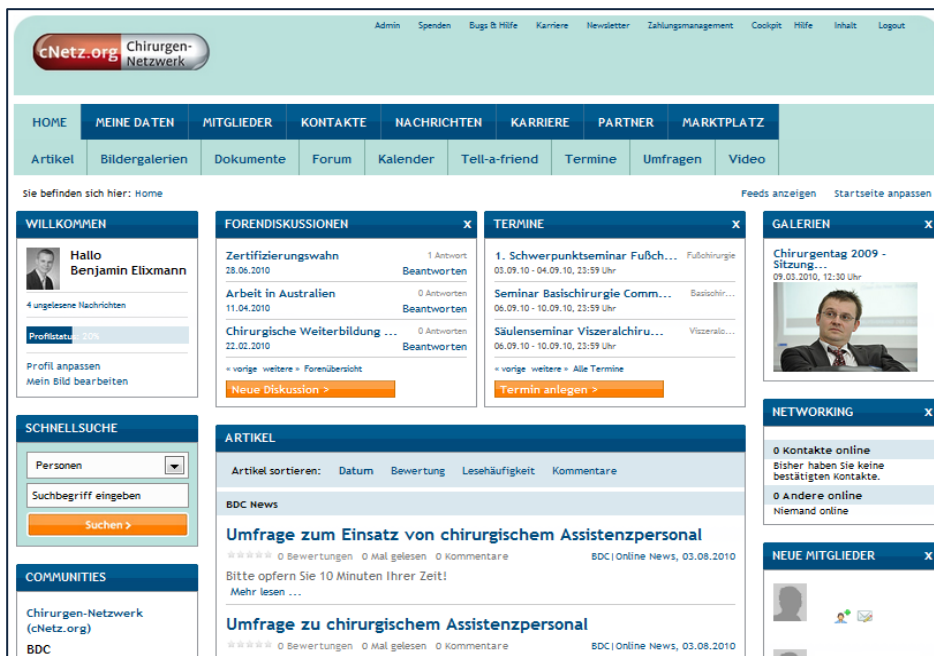 Admin Spenden Bugs & Hilfe Karriere Newsletter Zahlungsmanagement Cockpit Hilfe Inhalt Logout
cNetz.org Chirurgen-
Netzwerk
HOME MEINE DATEN MITGLIEDER KONTAKTE NACHRICHTEN KARRIERE PARTNER MARKTPLATZ
Artikel Bildergalerien Dokumente Forum Kalender Tell-a-friend Termine Umfragen Video
Sie befinden sich hier: Home
Feeds anzeigen Startseite anpassen
WILLKOMMEN
Hallo
Benjamin Elixmann
4 ungelesene Nachrichten
Profilstatus: 20%
Profil anpassen
Mein Bild bearbeiten
SCHNELLSUCHE
Personen
Suchbegriff eingeben
Suchen >
COMMUNITIES
Chirurgen-Netzwerk
(cNetz.org)
BDC
FORENDISKUSSIONEN x
Zertifizierungswahn 1 Antwort
28.06.2010 Beantworten
Arbeit in Australien 0 Antworten
11.04.2010 Beantworten
Chirurgische Weiterbildung ... 0 Antworten
22.02.2010 Beantworten
« vorige weitere » Forenübersicht
Neue Diskussion >
TERMINE x
1. Schwerpunktseminar Fußch... Fußchirurgie
03.09.10 - 04.09.10, 23:59 Uhr
Seminar Basischirurgie Comm... Basischir...
06.09.10 - 10.09.10, 23:59 Uhr
Säulenseminar Viszeralchiru... Viszeralc...
06.09.10 - 10.09.10, 23:59 Uhr
« vorige weitere » Alle Termine
Termin anlegen >
ARTIKEL
Artikel sortieren: Datum Bewertung Lesehäufigkeit Kommentare
BDC News
Umfrage zum Einsatz von chirurgischem Assistenzpersonal
0 Bewertungen 0 Mal gelesen 0 Kommentare BDC|Online News, 03.08.2010
Bitte opfern Sie 10 Minuten Ihrer Zeit!
Mehr lesen ...
Umfrage zu chirurgischem Assistenzpersonal
0 Bewertungen 0 Mal gelesen 0 Kommentare BDC|Online News, 03.08.2010
GALERIEN x
Chirurgentag 2009 -
Sitzung...
09.03.2010, 12:30 Uhr
NETWORKING x
0 Kontakte online
Bisher haben Sie keine
bestätigten Kontakte.
0 Andere online
Niemand online
NEUE MITGLIEDER x